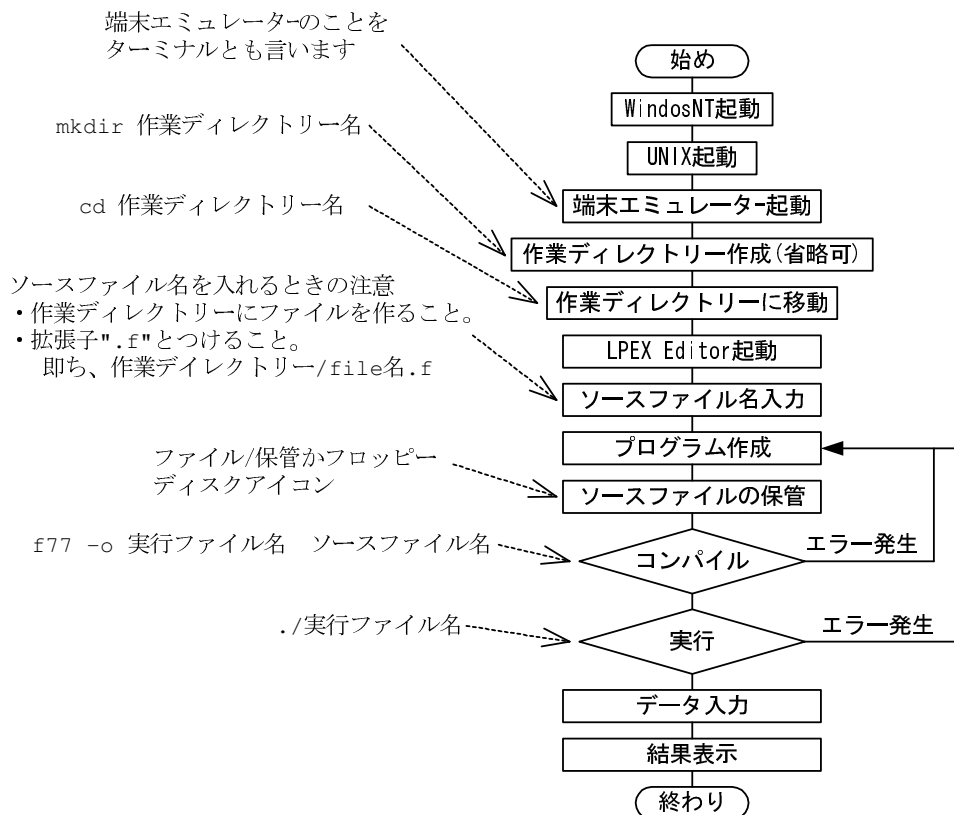 端末エミュレーターのことを
ターミナルとも言います
始め
WindosNT起動
mkdir 作業ディレクトリー名
UNIX起動
cd 作業ディレクトリー名
端末エミュレーター起動
作業ディレクトリー作成(省略可)
ソースファイル名を入れるときの注意
・作業ディレクトリーにファイルを作ること。
・拡張子".f"とつけること。
即ち、作業デイレクトリー/file名.f
作業ディレクトリーに移動
LPEX Editor起動
ソースファイル名入力
プログラム作成
ファイル/保管かフロッピー
ディスクアイコン
ソースファイルの保管
f77 -o 実行ファイル名 ソースファイル名
コンパイル
エラー発生
./実行ファイル名
実行
エラー発生
データ入力
結果表示
終わり